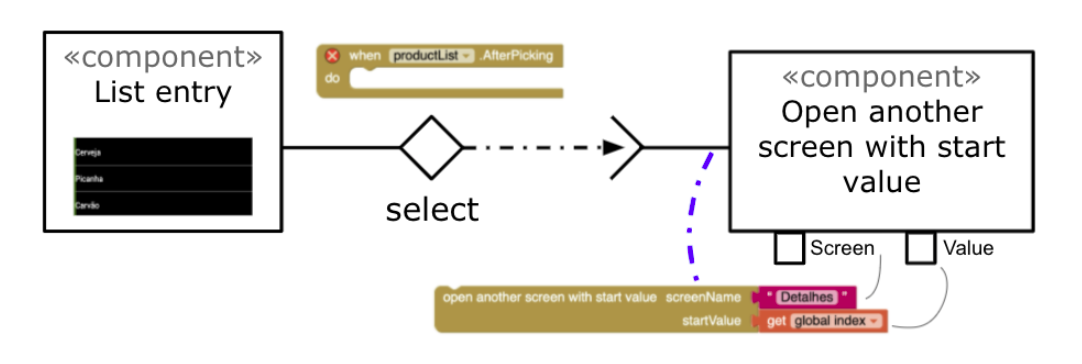 «component»
List entry
Cerveja
Picanha
Carvão
when productList .AfterPicking
do
select
«component»
Open another
screen with start
value
Screen
Value
open another screen with start value screenName " Detalhes "
startValue get global index